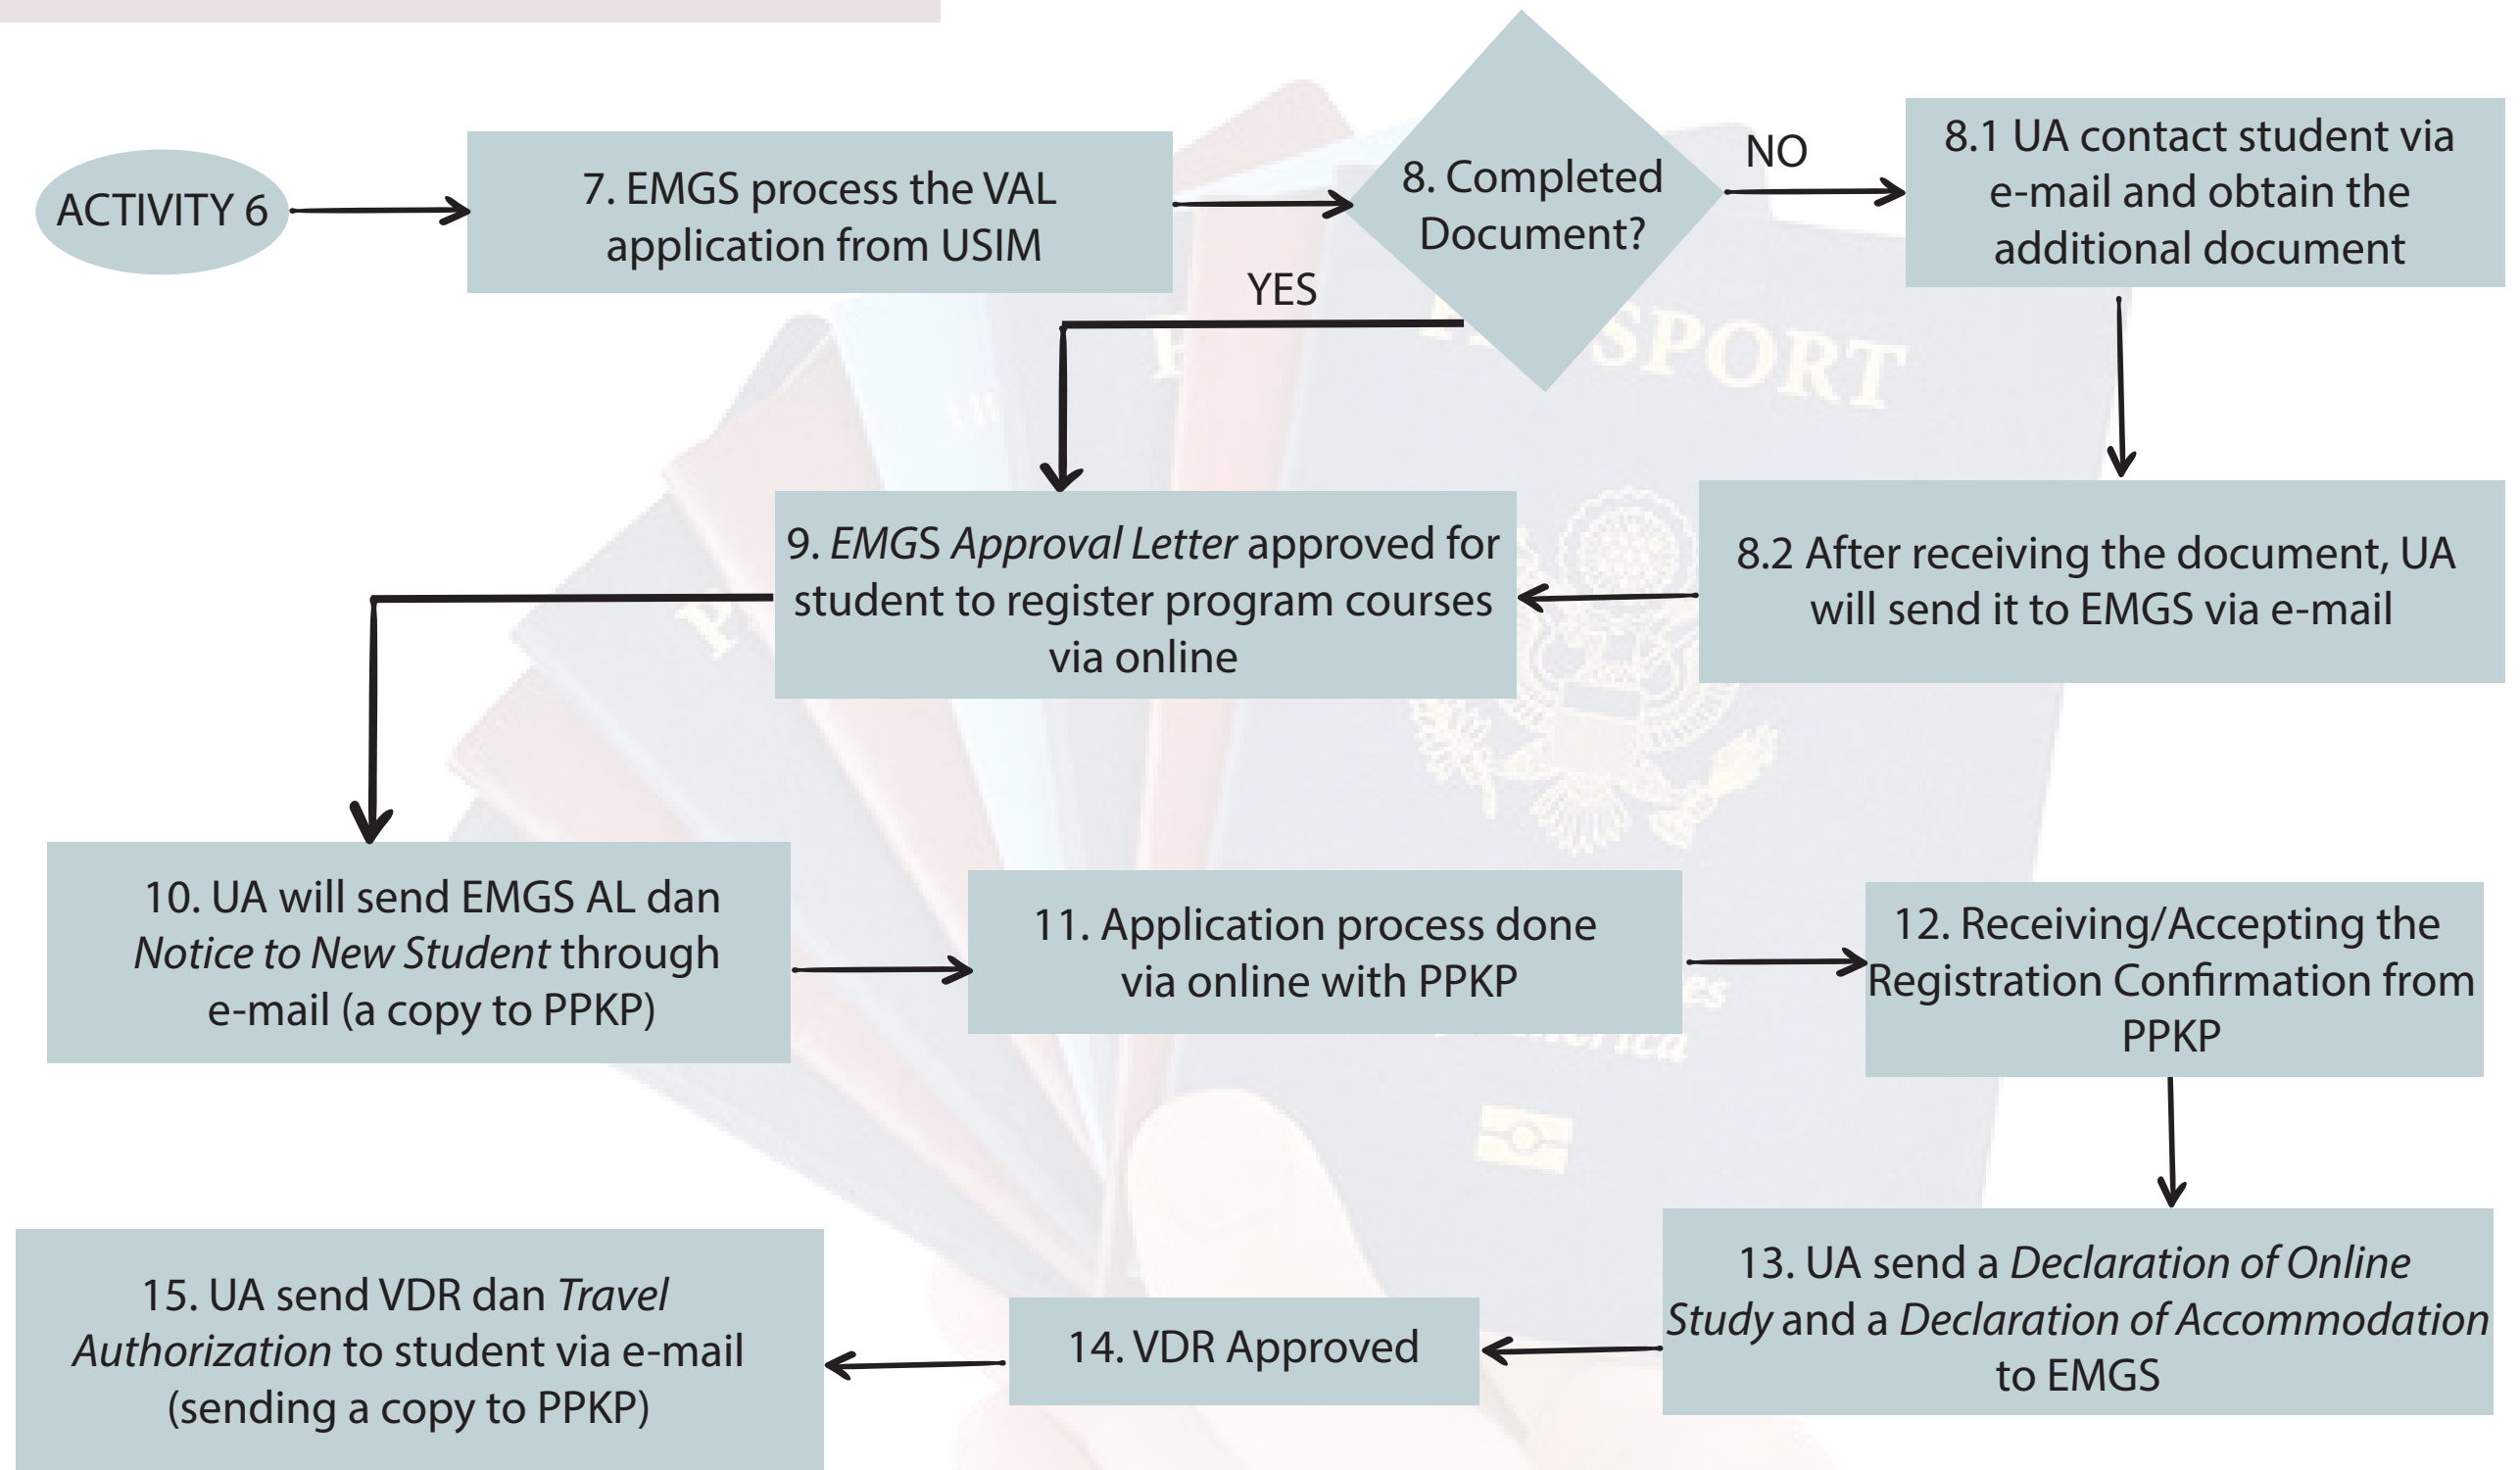 ACTIVITY 6
7. EMGS process the VAL
application from USIM
8. Completed
Document?
NO
YES
8.1 UA contact student via
e-mail and obtain the
additional document
8.2 After receiving the document, UA
will send it to EMGS via e-mail
9. EMGS Approval Letter approved for
student to register program courses
via online
10. UA will send EMGS AL dan
Notice to New Student through
e-mail (a copy to PPKP)
11. Application process done
via online with PPKP
12. Receiving/Accepting the
Registration Confirmation from
PPKP
13. UA send a Declaration of Online
Study and a Declaration of Accommodation
to EMGS
14. VDR Approved
15. UA send VDR dan Travel
Authorization to student via e-mail
(sending a copy to PPKP)